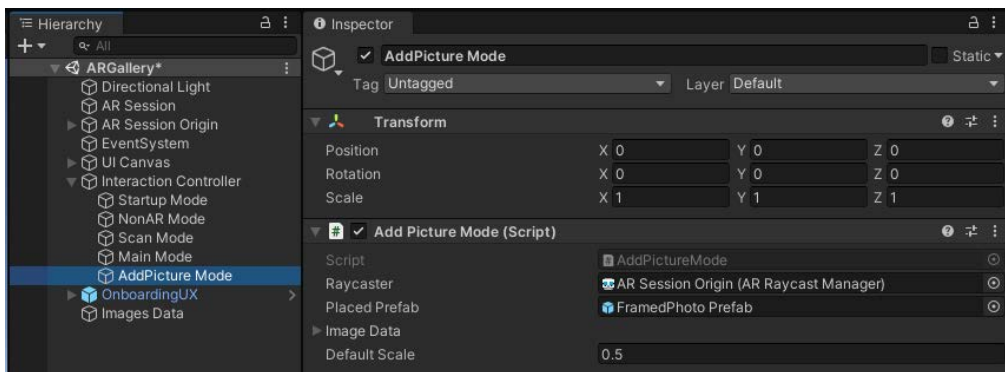 Hierarchy
All
ARGallery*
Directional Light
AR Session
AR Session Origin
EventSystem
UI Canvas
Interaction Controller
Startup Mode
NonAR Mode
Scan Mode
Main Mode
AddPicture Mode
OnboardingUX
Images Data
Inspector
AddPicture Mode
Static
Tag Untagged Layer Default
Transform
Position X 0 Y 0 Z 0
Rotation X 0 Y 0 Z 0
Scale X 1 Y 1 Z 1
# Add Picture Mode (Script)
Script AddPictureMode
Raycaster AR Session Origin (AR Raycast Manager)
Placed Prefab FramedPhoto Prefab
Image Data
Default Scale 0.5